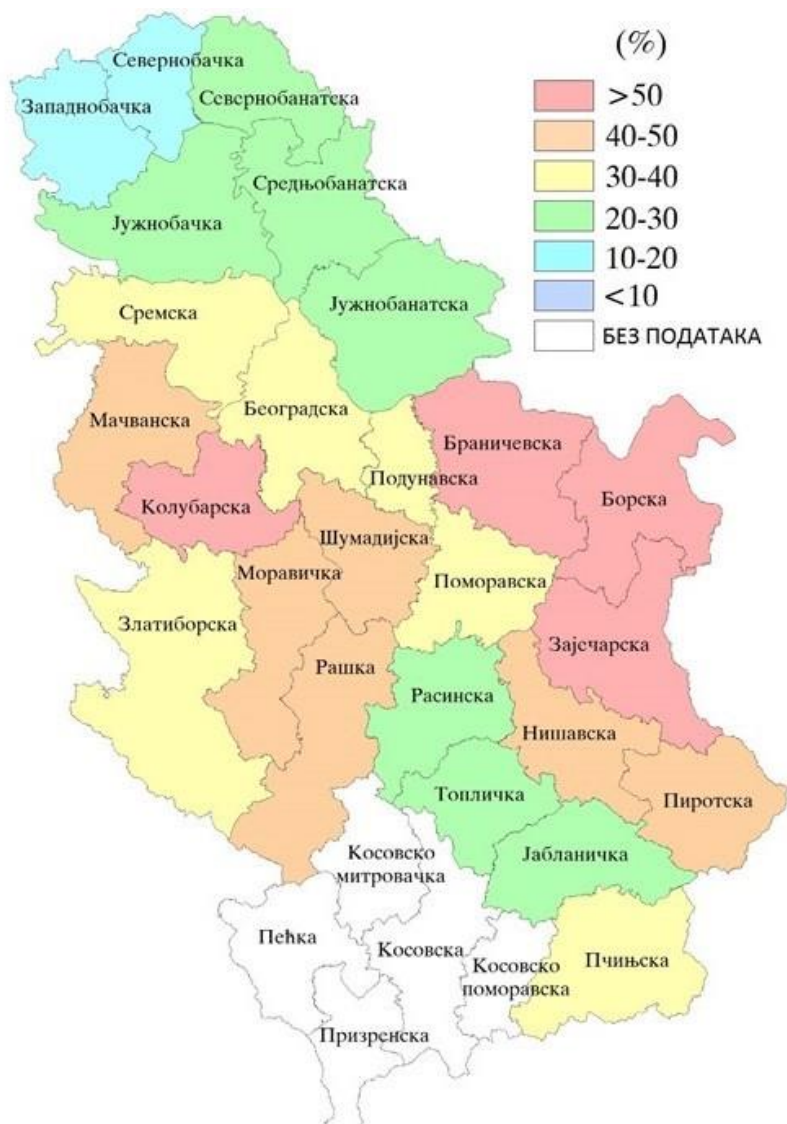 (%)
>50
40-50
30-40
20-30
10-20
<10
БЕЗ ПОДАТАКА
Севернобачка
Западнобачка
Севернобанатска
Средњобанатска
Јужнобачка
Јужнобанатска
Сремска
Београдска
Мачванска
Браничевска
Подунавска
Борска
Колубарска
Шумадијска
Моравичка
Поморавска
Златиборска
Зајечарска
Рашка
Расинска
Нишавска
Топличка
Пиротска
Јабланичка
Косовско
митровачка
Пећка
Косовска
Косовско
поморавска
Пчињска
Призренска